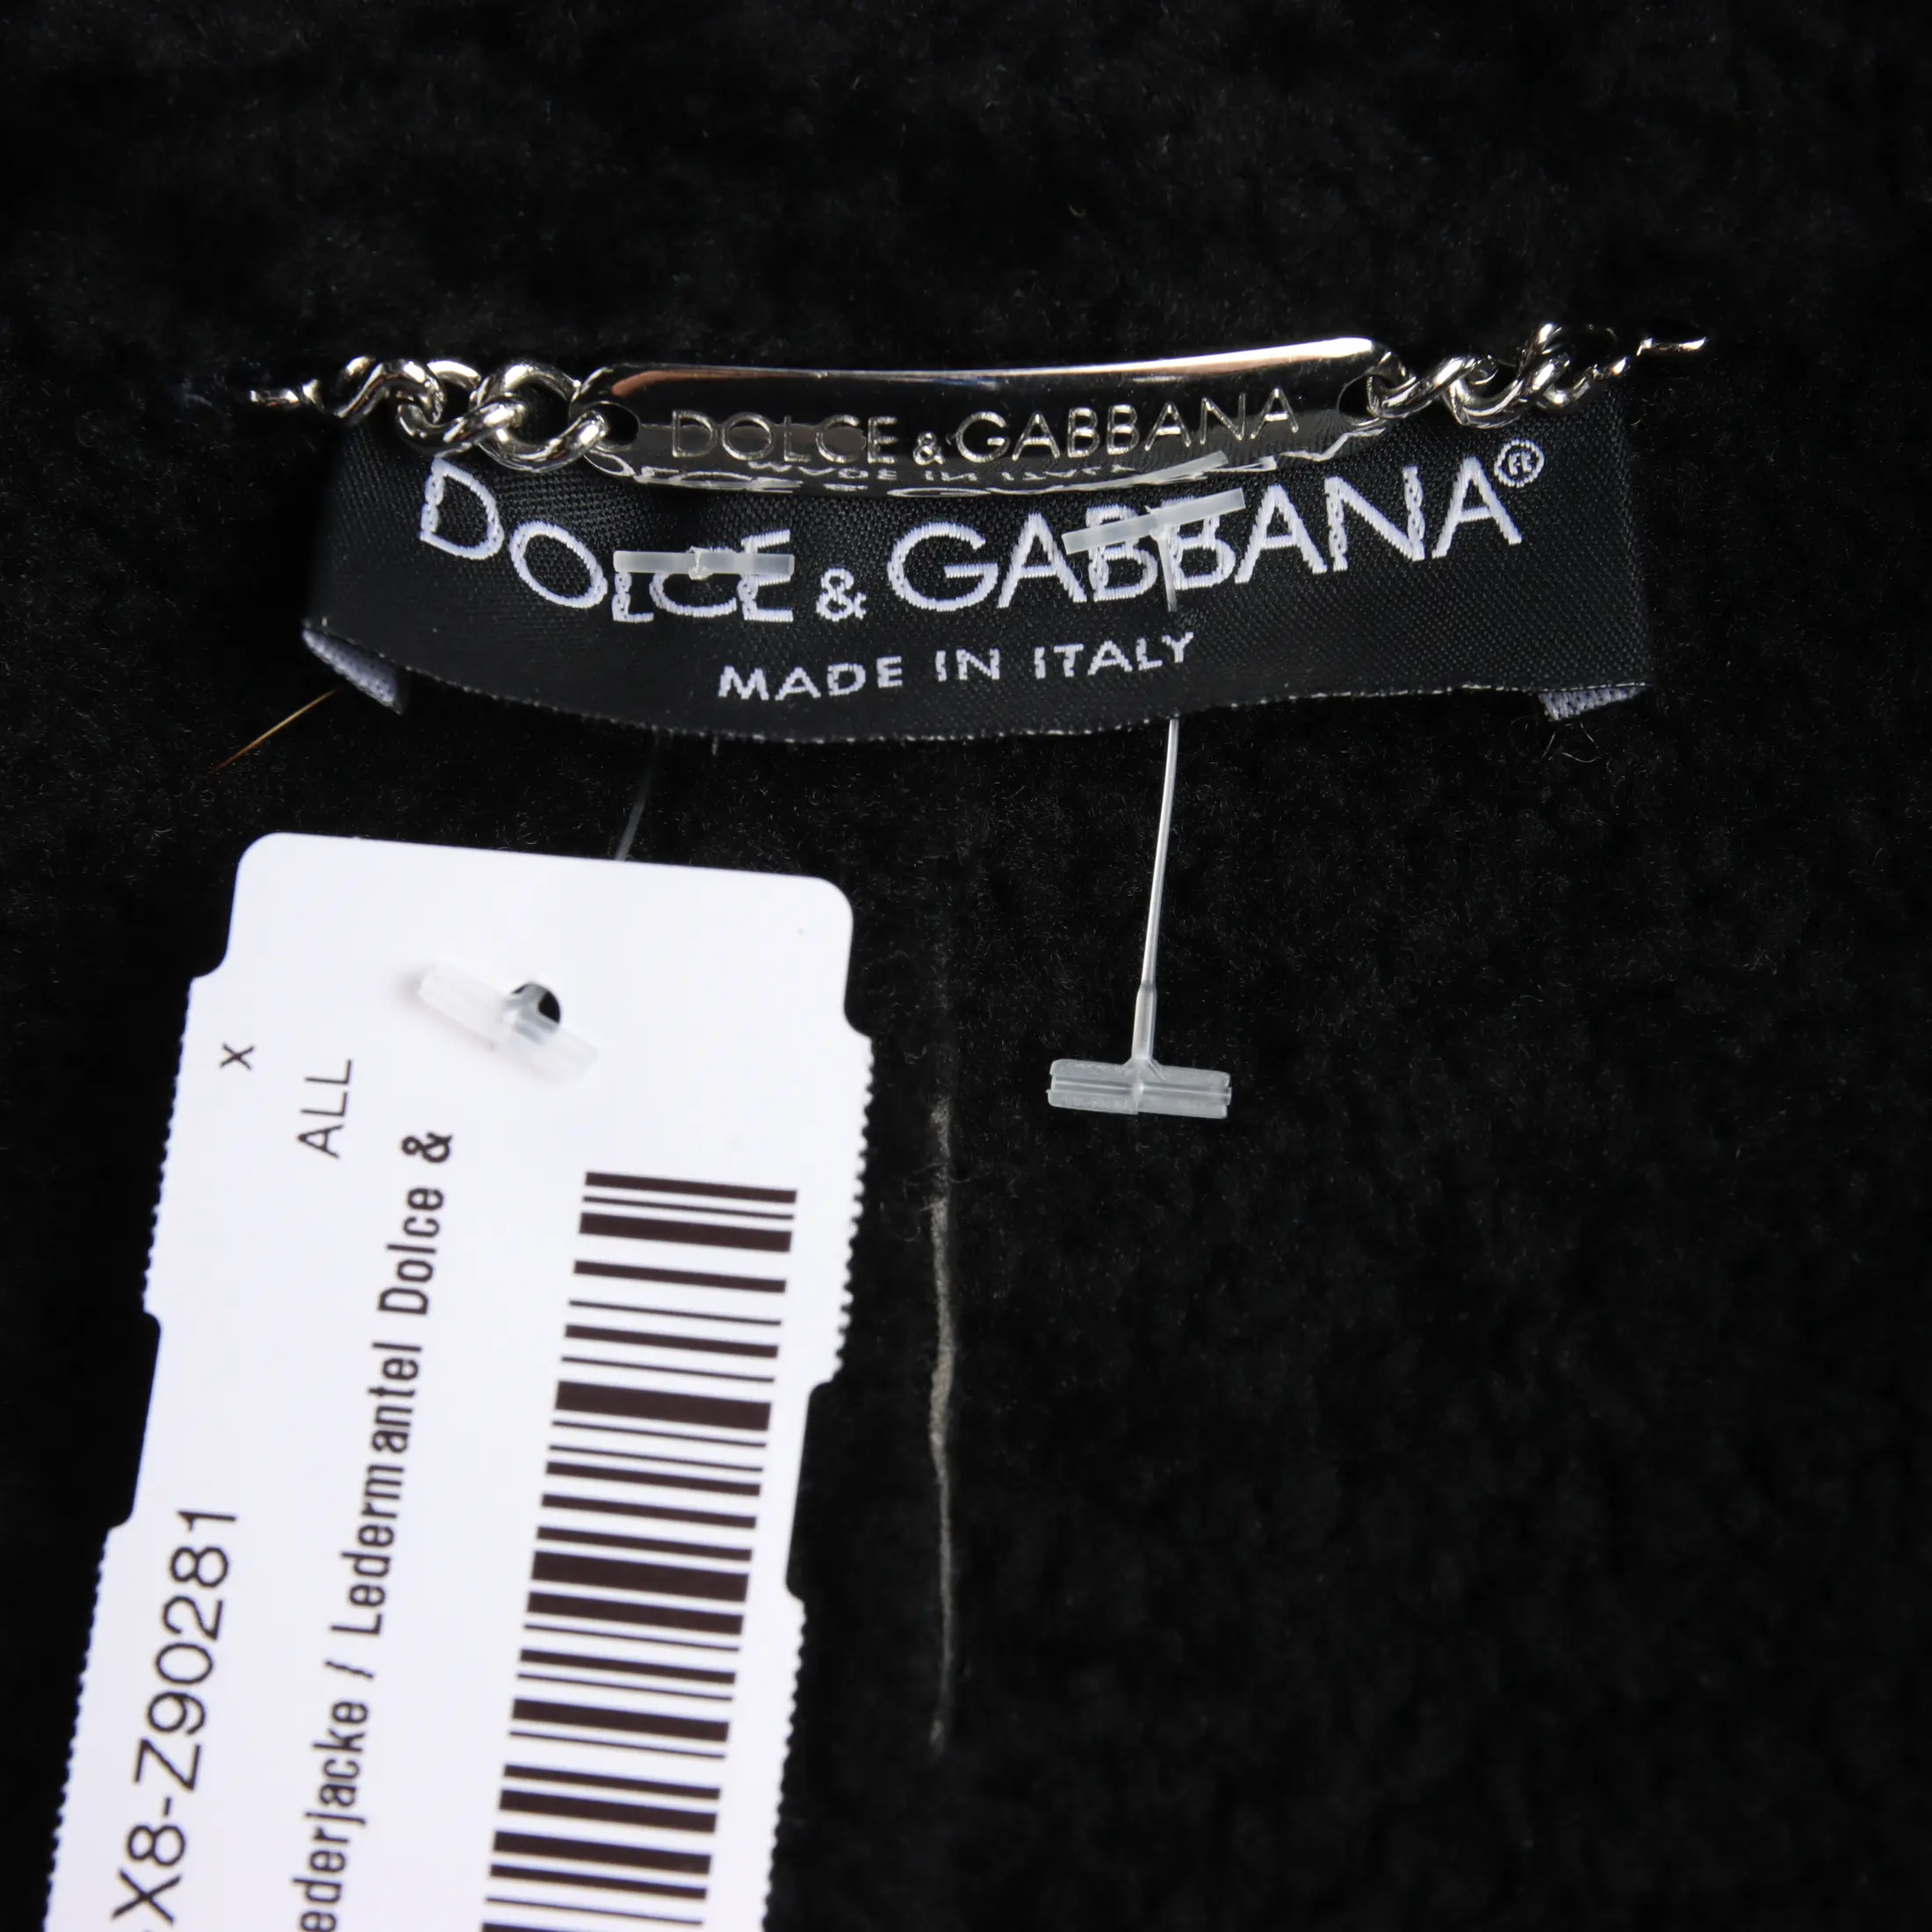 DOLCE & GABBANA
DOLCE & GABBANA®
MADE IN ITALY
X
ALL
X8-Z90281
ederjacke / Ledermantel Dolce &